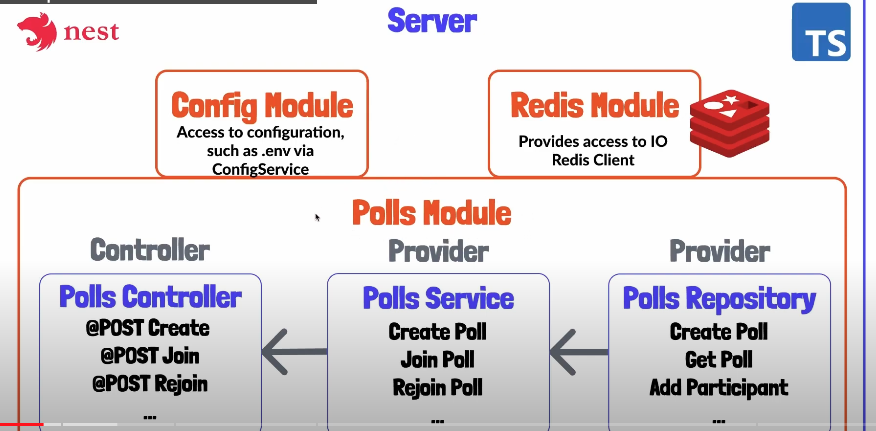 nest
Server
TS
Config Module
Access to configuration,
such as .env via
ConfigService
Redis Module
Provides access to IO
Redis Client
Polls Module
Controller
Provider
Provider
Polls Controller
@POST Create
@POST Join
@POST Rejoin
...
Polls Service
Create Poll
Join Poll
Rejoin Poll
...
Polls Repository
Create Poll
Get Poll
Add Participant
...